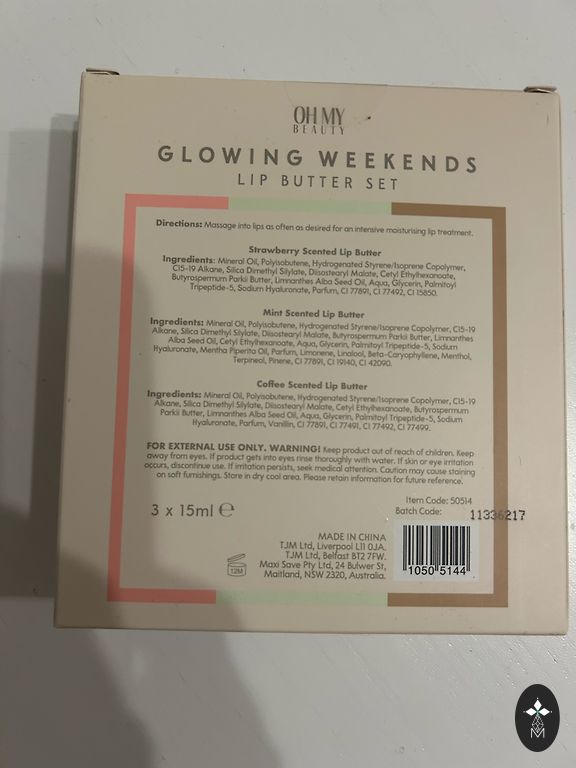 OH MY
BEAUTY
GLOWING WEEKENDS
LIP BUTTER SET
Directions: Massage into lips as often as desired for an intensive moisturising lip treatment.
Strawberry Scented Lip Butter
Ingredients: Mineral Oil, Polyisobutene, Hydrogenated Styrene/Isoprene Copolymer,
C15-19 Alkane, Silica Dimethyl Silylate, Diisostearyl Malate, Cetyl Ethylhexanoate,
Butyrospermum Parkii Butter, Limnanthes Alba Seed Oil, Aqua, Glycerin, Palmitoyl
Tripeptide-5, Sodium Hyaluronate, Parfum, CI 77891, CI 77492, CI 15850.
Mint Scented Lip Butter
Ingredients: Mineral Oil, Polyisobutene, Hydrogenated Styrene/Isoprene Copolymer, C15-19
Alkane, Silica Dimethyl Silylate, Diisostearyl Malate, Butyrospermum Parkii Butter, Limnanthes
Alba Seed Oil, Cetyl Ethylhexanoate, Aqua, Glycerin, Palmitoyl Tripeptide-5, Sodium
Hyaluronate, Mentha Piperita Oil, Parfum, Limonene, Linalool, Beta-Caryophyllene, Menthol,
Terpineol, Pinene, CI 77891, CI 19140, CI 42090.
Coffee Scented Lip Butter
Ingredients: Mineral Oil, Polyisobutene, Hydrogenated Styrene/Isoprene Copolymer, C15-19
Alkane, Silica Dimethyl Silylate, Diisostearyl Malate, Cetyl Ethylhexanoate, Butyrospermum
Parkii Butter, Limnanthes Alba Seed Oil, Aqua, Glycerin, Palmitoyl Tripeptide-5, Sodium
Hyaluronate, Parfum, Vanillin, CI 77891, CI 77491, CI 77492, CI 77499.
FOR EXTERNAL USE ONLY. WARNING! Keep product out of reach of children. Keep
away from eyes. If product gets into eyes rinse thoroughly with water. If skin or eye irritation
occurs, discontinue use. If irritation persists, seek medical attention. Caution may cause staining
on soft furnishings. Store in dry cool area. Please retain information for future reference.
3 x 15ml ℮
Item Code: 50514
Batch Code: 11336217
MADE IN CHINA
TJM Ltd, Liverpool L11 0JA.
TJM Ltd, Belfast BT2 7FW.
Maxi Save Pty Ltd, 24 Bulwer St,
Maitland, NSW 2320, Australia.
12M
1050 5144